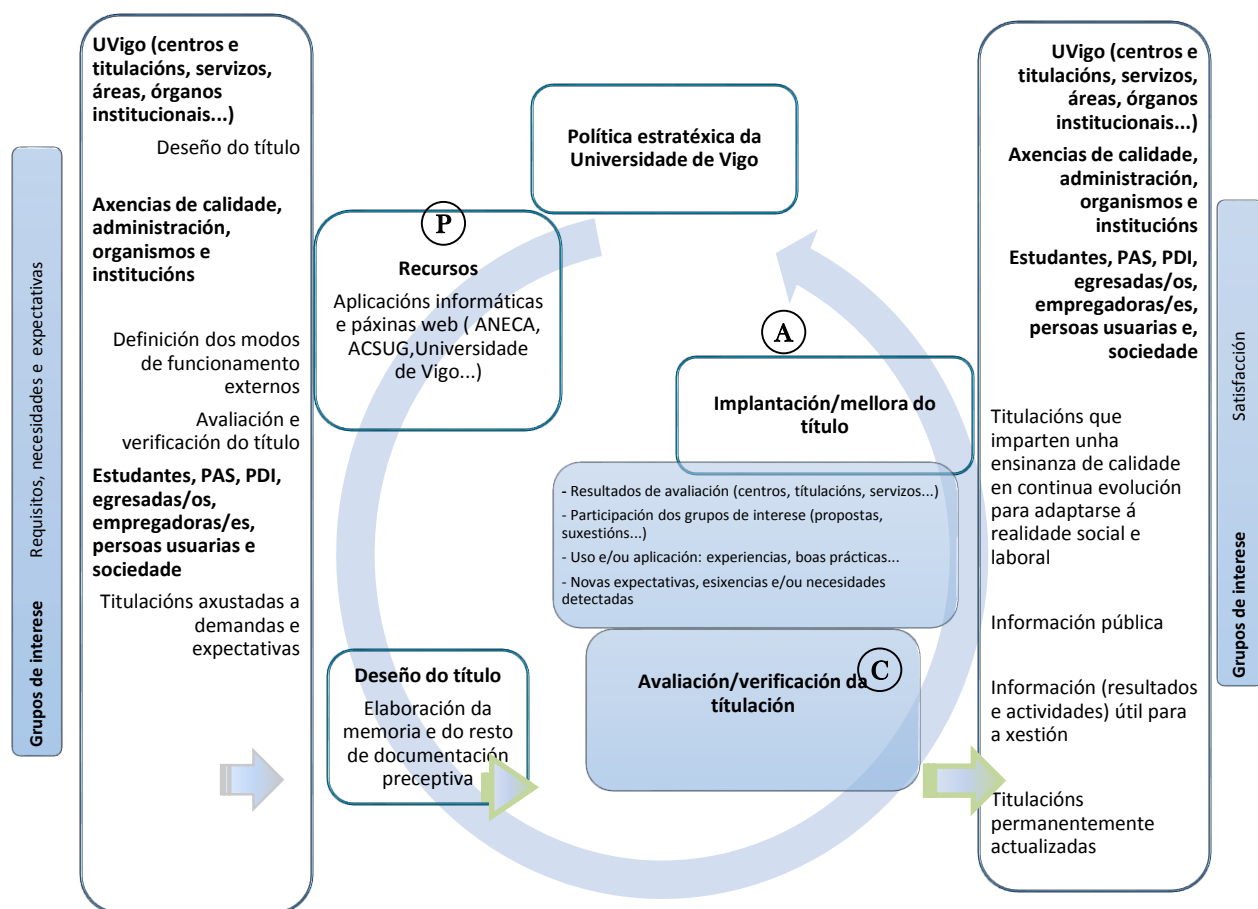 Grupos de interese Requisitos, necesidades e expectativas
UVigo (centros e
titulacións, servizos,
áreas, órganos
institucionais...)
Deseño do título
Axencias de calidade,
administración,
organismos e
institucións
Definición dos modos
de funcionamento
externos
Avaliación e
verificación do título
Estudantes, PAS, PDI,
egresadas/os,
empregadoras/es,
persoas usuarias e
sociedade
Titulacións axustadas a
demandas e
expectativas
Política estratéxica da
Universidade de Vigo
P
Recursos
Aplicacións informáticas
e páxinas web ( ANECA,
ACSUG,Universidade
de Vigo...)
A
Implantación/mellora do
título
- Resultados de avaliación (centros, títulacións, servizos...)
- Participación dos grupos de interese (propostas,
suxestións...)
- Uso e/ou aplicación: experiencias, boas prácticas...
- Novas expectativas, esixencias e/ou necesidades
detectadas
Deseño do título
Elaboración da
memoria e do resto
de documentación
preceptiva
C
Avaliación/verificación da
títulación
UVigo (centros e
titulacións, servizos,
áreas, órganos
institucionais...)
Axencias de calidade,
administración,
organismos e
institucións
Estudantes, PAS, PDI,
egresadas/os,
empregadoras/es,
persoas usuarias e,
sociedade
Titulacións que
imparten unha
ensinanza de calidade
en continua evolución
para adaptarse á
realidade social e
laboral
Información pública
Información (resultados
e actividades) útil para
a xestión
Titulacións
permanentemente
actualizadas
Grupos de interese Satisfacción